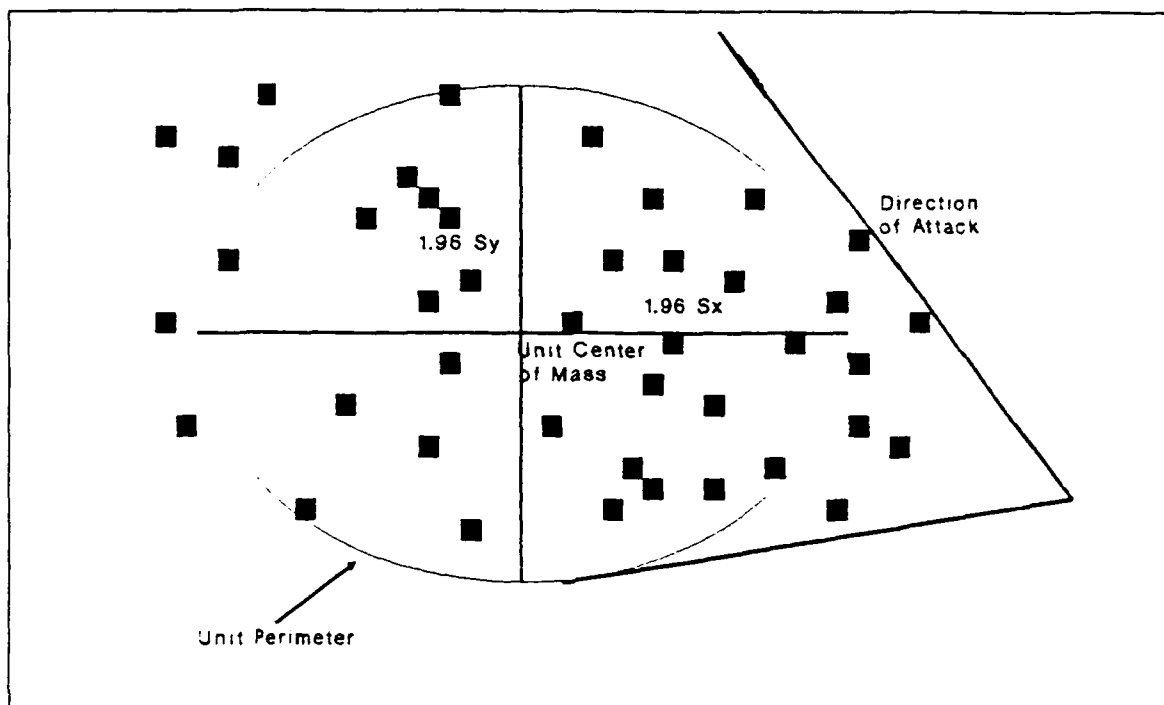 Direction
of Attack
1.96 Sy
1.96 Sx
Unit Center
of Mass
Unit Perimeter